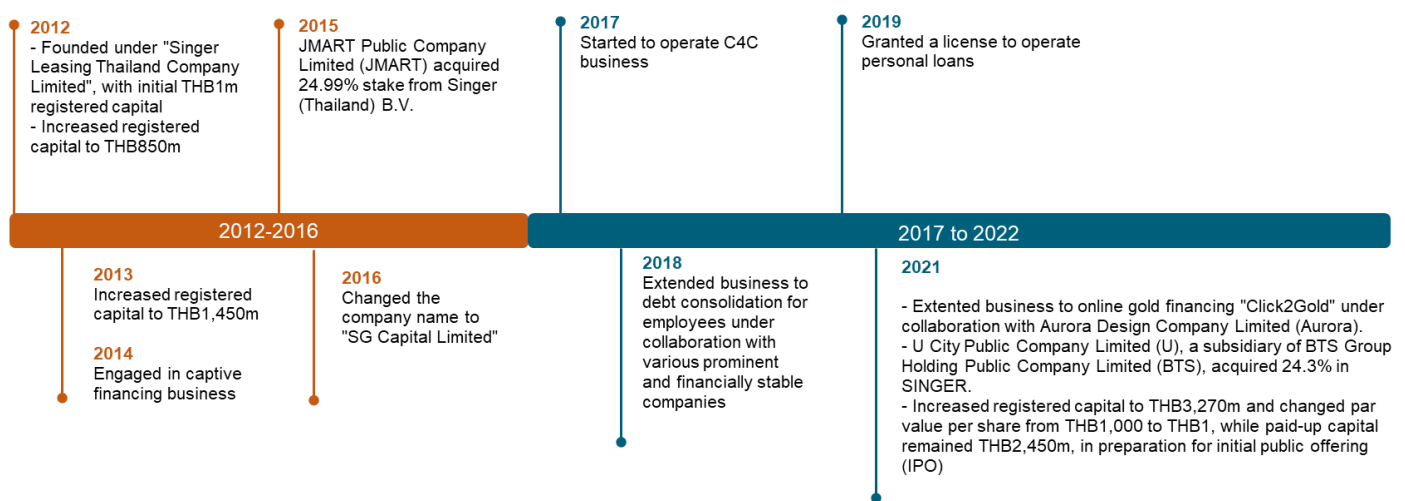 2012
- Founded under "Singer
Leasing Thailand Company
Limited", with initial THB1m
registered capital
- Increased registered
capital to THB850m
2015
JMART Public Company
Limited (JMART) acquired
24.99% stake from Singer
(Thailand) B.V.
2017
Started to operate C4C
business
2019
Granted a license to operate
personal loans
2012-2016
2017 to 2022
2013
Increased registered
capital to THB1,450m
2014
Engaged in captive
financing business
2016
Changed the
company name to
"SG Capital Limited"
2018
Extended business to
debt consolidation for
employees under
collaboration with
various prominent
and financially stable
companies
2021
- Extented business to online gold financing "Click2Gold" under
collaboration with Aurora Design Company Limited (Aurora).
- U City Public Company Limited (U), a subsidiary of BTS Group
Holding Public Company Limited (BTS), acquired 24.3% in
SINGER.
- Increased registered capital to THB3,270m and changed par
value per share from THB1,000 to THB1, while paid-up capital
remained THB2,450m, in preparation for initial public offering
(IPO)